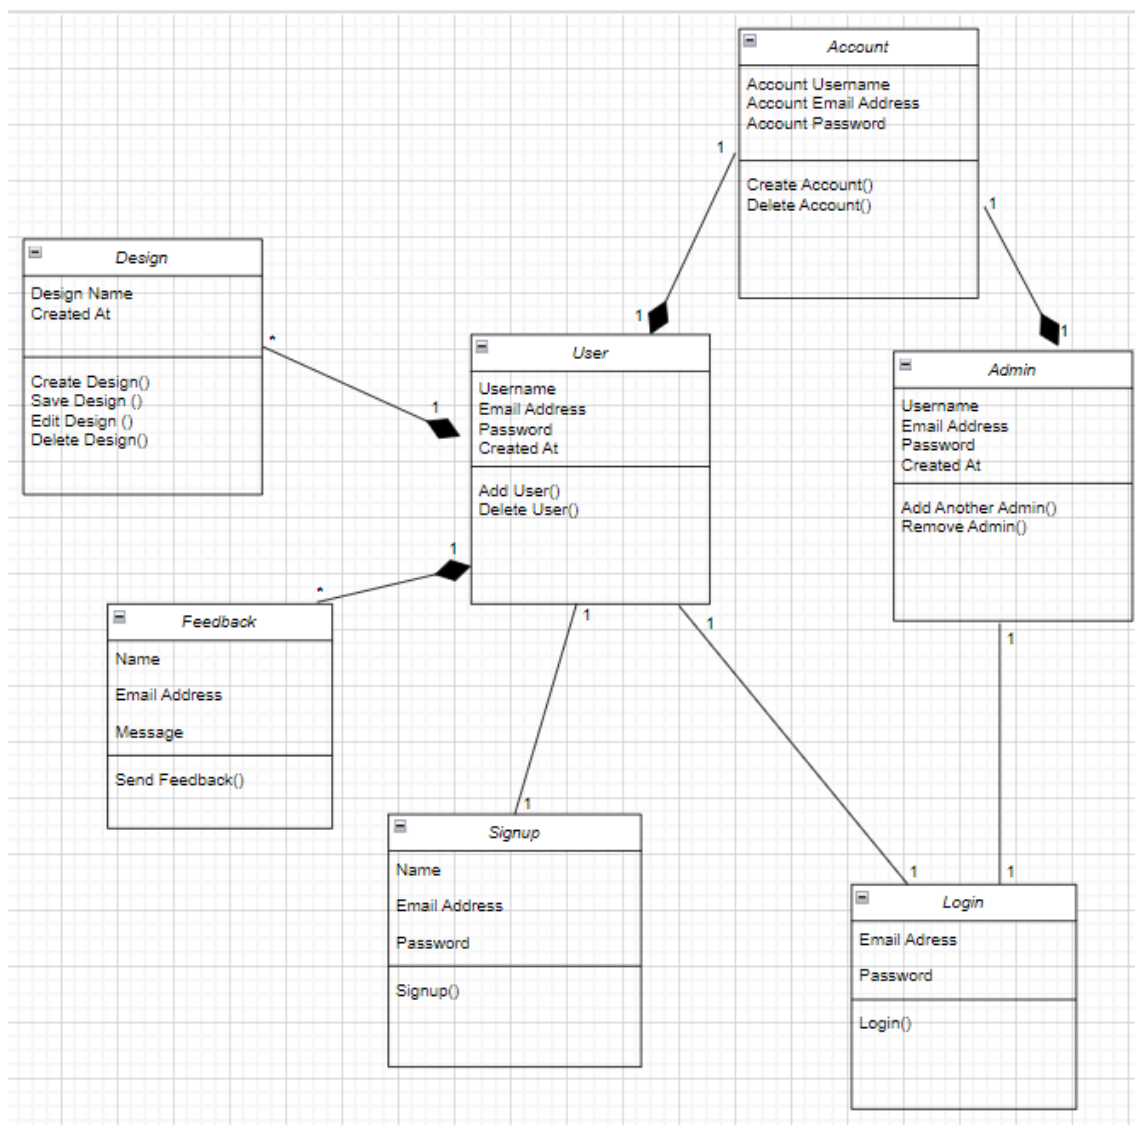 Account
Account Username
Account Email Address
Account Password
Create Account()
Delete Account()
1
1
1
1
Design
Design Name
Created At
Create Design()
Save Design ()
Edit Design ()
Delete Design()
*
1
User
Username
Email Address
Password
Created At
Add User()
Delete User()
Admin
Username
Email Address
Password
Created At
Add Another Admin()
Remove Admin()
1
*
Feedback
Name
Email Address
Message
Send Feedback()
1
1
1
1
Signup
Name
Email Address
Password
Signup()
1
1
Login
Email Adress
Password
Login()